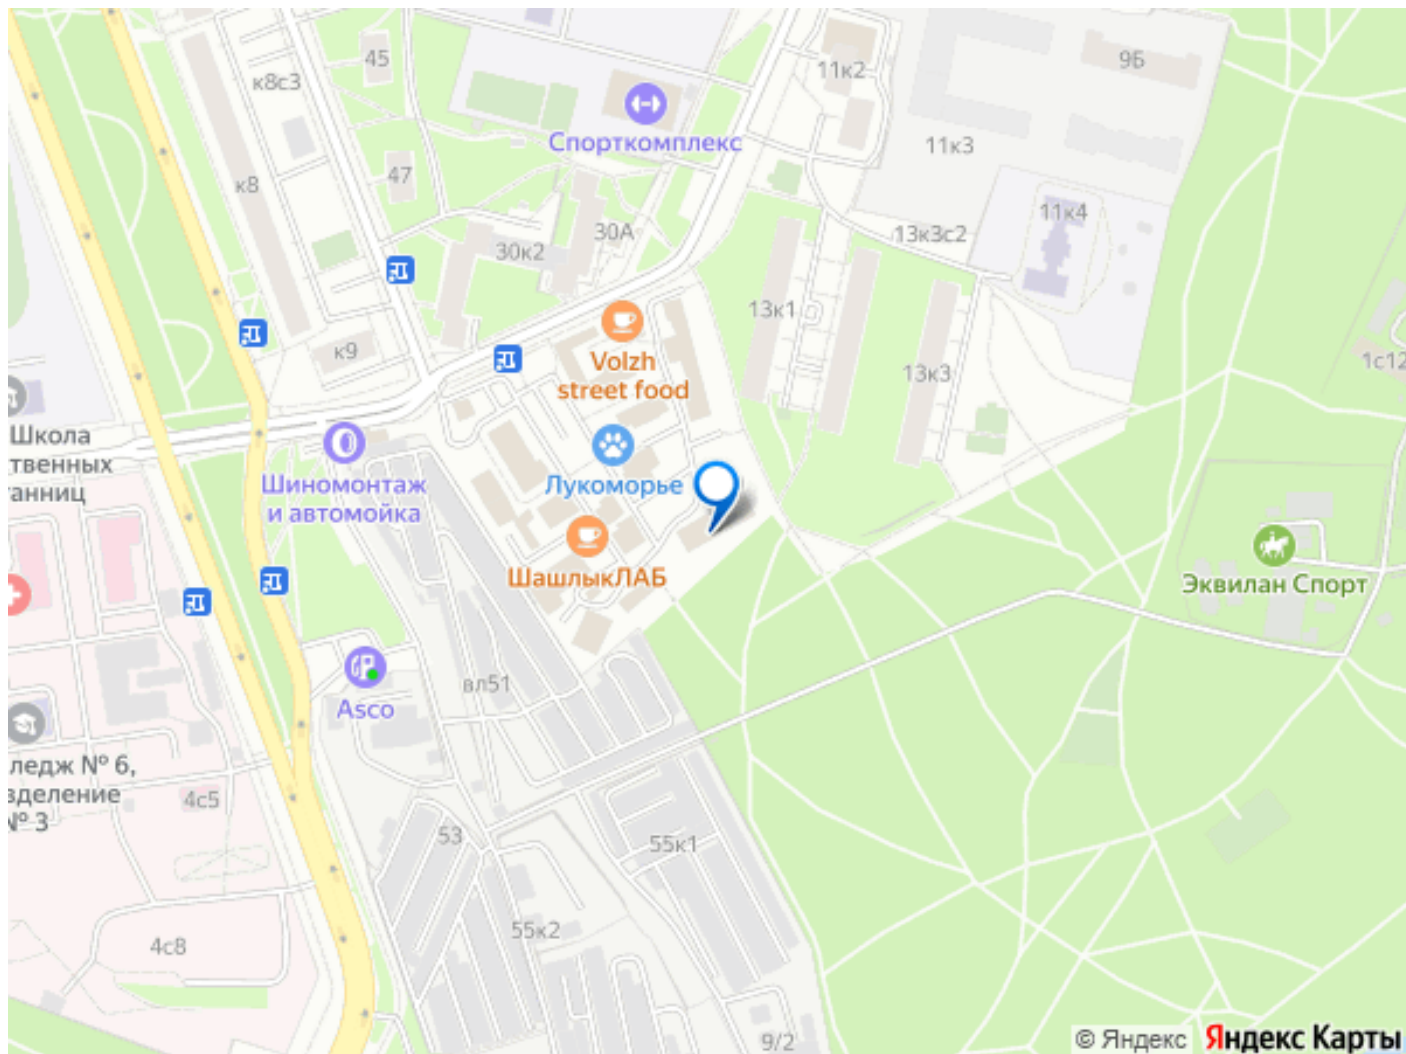 45
9Б
11к2
к8с3
Спорткомплекс
11к3
47
к8
11к4
30А
30к2
13к3с2
13к1
к9
Volzh
street food
1с12
13к3
Школа
твенных
танниц
Шиномонтаж
и автомойка
Лукоморье
ШашлыкЛАБ
Эквилан Спорт
вл51
Asco
ледж № 6,
зделение
№ 3
4с5
53
55к1
55к2
4с8
9/2
© Яндекс
Яндекс Карты